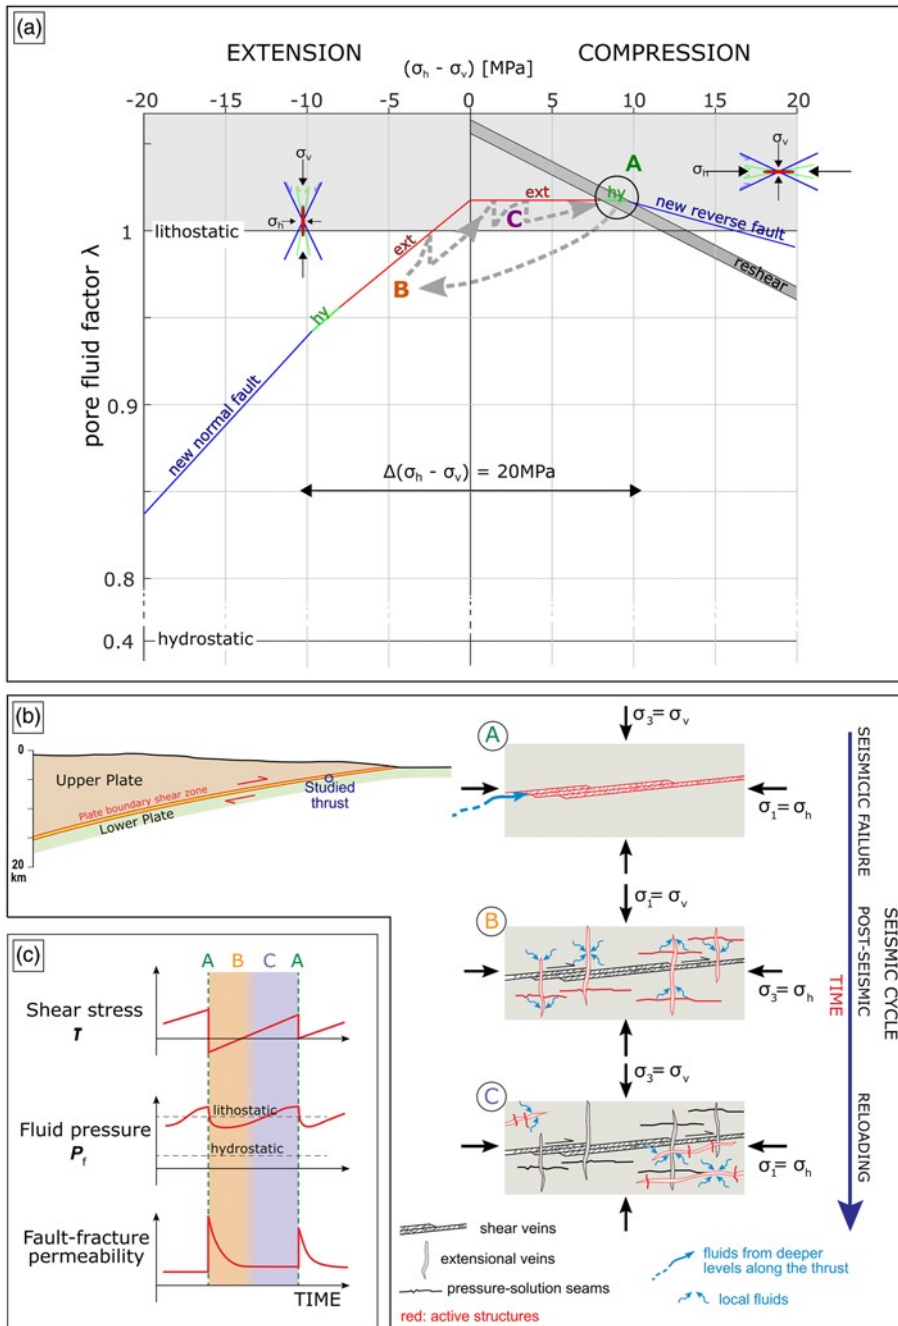 (a)
EXTENSION
COMPRESSION
(σh - σv) [MPa]
-20
-15
-10
-5
0
5
10
15
20
σv
σh
A
σh
σv
ext
hy
new reverse fault
1
lithostatic
C
ext
B
reshear
hy
pore fluid factor λ
0.9
new normal fault
Δ(σh - σv) = 20MPa
0.8
0.4
hydrostatic
(b)
0
Upper Plate
Plate boundary shear zone
Lower Plate
Studied
thrust
20
km
A
σ3= σv
σ1= σh
SEISMICIC FAILURE
B
σ1= σv
σ3= σh
POST-SEISMIC
SEISMIC CYCLE
TIME
C
σ3= σv
σ1= σh
RELOADING
shear veins
extensional veins
pressure-solution seams
red: active structures
fluids from deeper
levels along the thrust
local fluids
(c)
A B C A
Shear stress
τ
lithostatic
Fluid pressure
Pf
hydrostatic
Fault-fracture
permeability
TIME